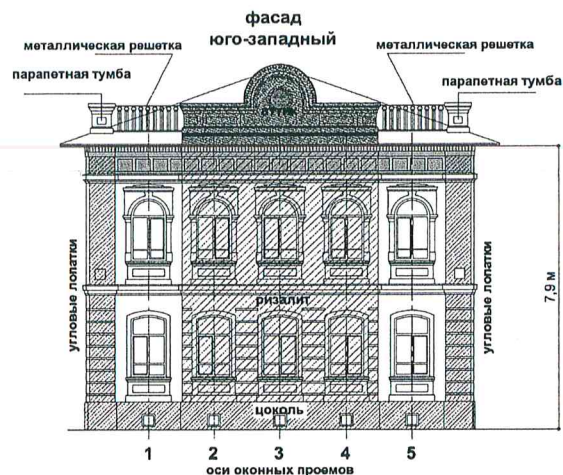 фасад
юго-западный
металлическая решетка
металлическая решетка
парапетная тумба
парапетная тумба
аттик
угловые лопатки
угловые лопатки
7,9 м
ризалит
цоколь
1 2 3 4 5
оси оконных проемов